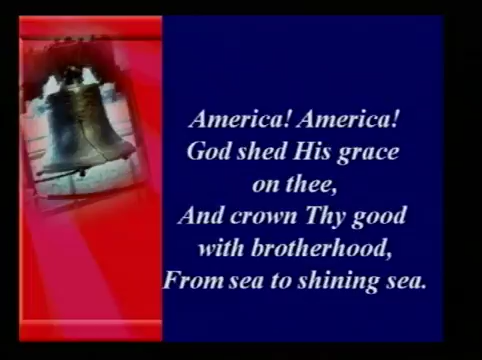 America! America!
God shed His grace
on thee,
And crown Thy good
with brotherhood,
From sea to shining sea.